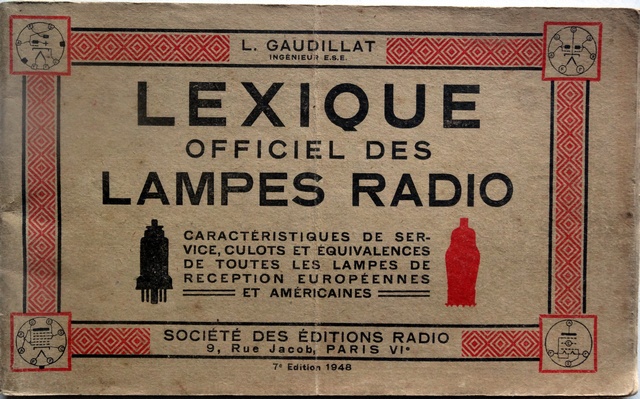 L. GAUDILLAT
INGÉNIEUR E.S.E.
LEXIQUE
OFFICIEL DES
LAMPES RADIO
CARACTÉRISTIQUES DE SER-
VICE, CULOTS ET ÉQUIVALENCES
DE TOUTES LES LAMPES DE
RECEPTION EUROPÉENNES
ET AMÉRICAINES
SOCIÉTÉ DES ÉDITIONS RADIO
9, Rue Jacob, PARIS VIe
7e Edition 1948